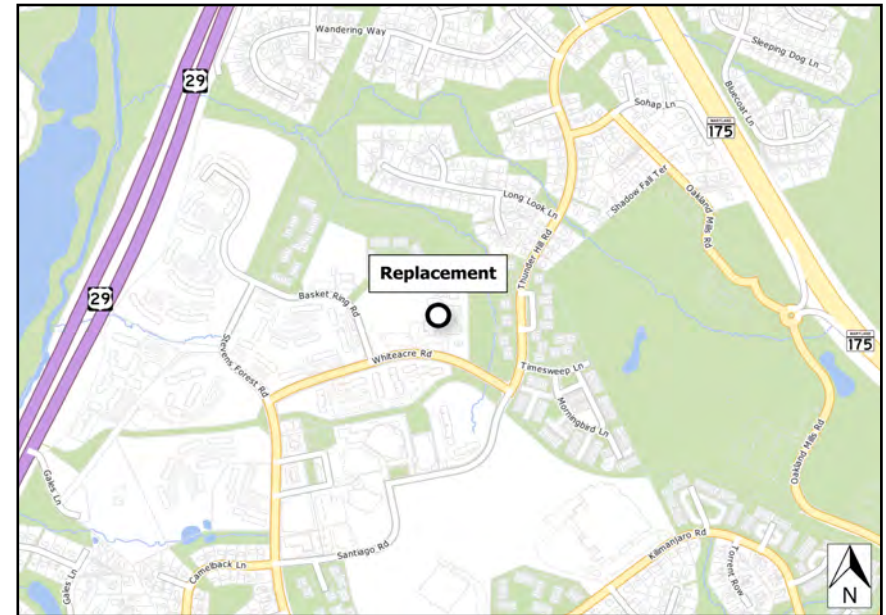 Wandering Way
29
Sleeping Dog Ln
Bluecoat Ln
Sohap Ln
MARYLAND
175
Shadow Fall Ter
Oakland Mills Rd
Long Look Ln
Thunder Hill Rd
Replacement
29
Basket Ring Rd
Stevens Forest Rd
Whiteacre Rd
MARYLAND
175
Timesweep Ln
Morningbird Ln
Oakland Mills Rd
Gales Ln
Santiago Rd
Kilimanjaro Rd
Camelback Ln
Torrent Row
Gales Ln
N